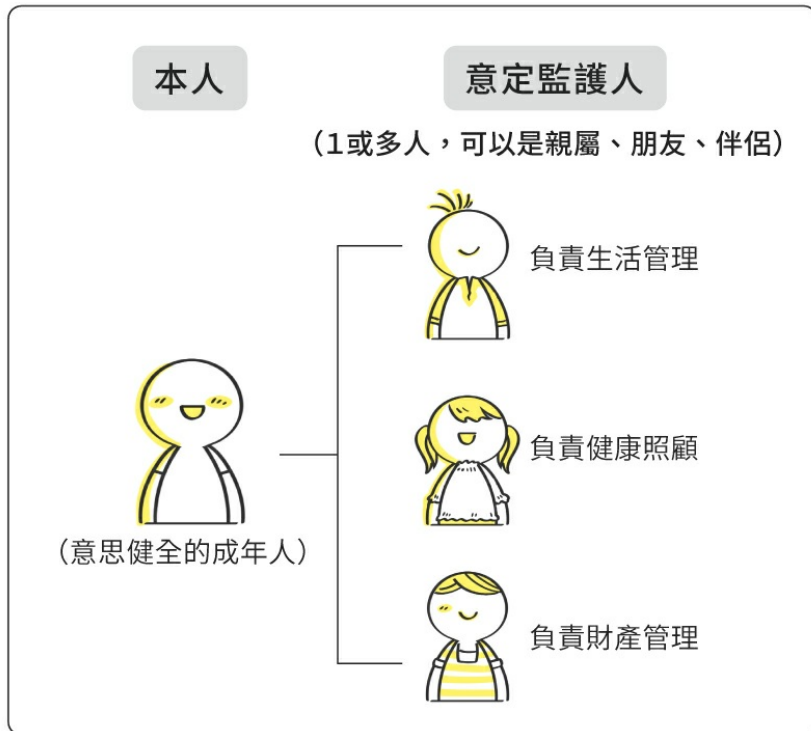 本人
意定監護人
（1或多人，可以是親屬、朋友、伴侶）
負責生活管理
負責健康照顧
（意思健全的成年人）
負責財產管理